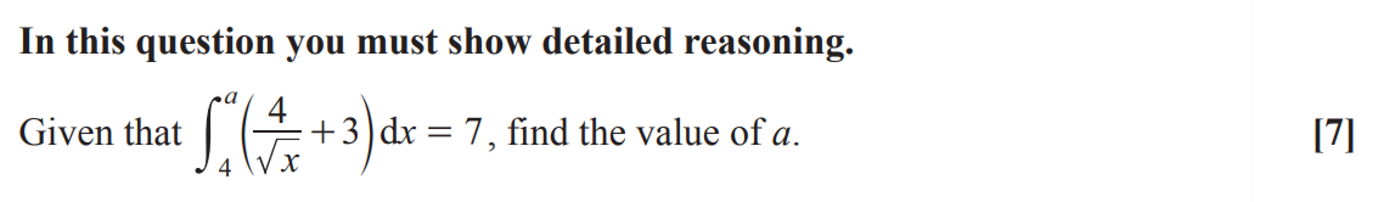 In this question you must show detailed reasoning.
Given that ∫₄ᵃ (4/√x + 3) dx = 7, find the value of a. [7]